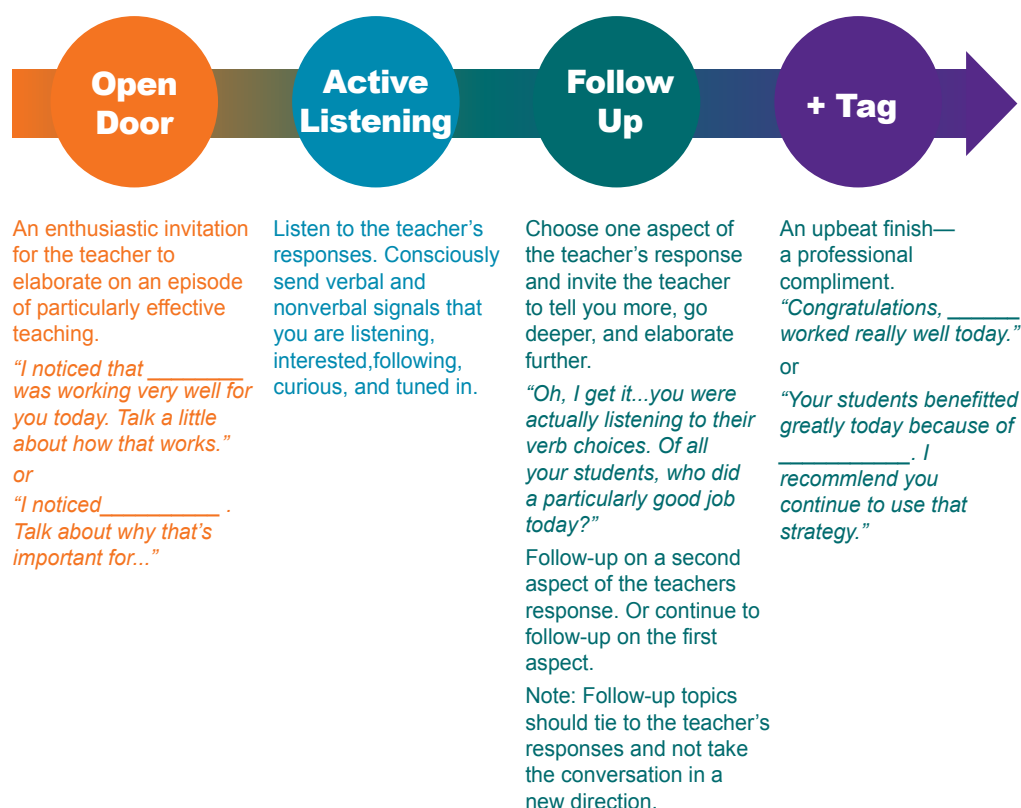 Open
Door
Active
Listening
Follow
Up
+ Tag
An enthusiastic invitation
for the teacher to
elaborate on an episode
of particularly effective
teaching.
“I noticed that ________
was working very well for
you today. Talk a little
about how that works.”
or
“I noticed__________ .
Talk about why that’s
important for...”
Listen to the teacher’s
responses. Consciously
send verbal and
nonverbal signals that
you are listening,
interested,following,
curious, and tuned in.
Choose one aspect of
the teacher’s response
and invite the teacher
to tell you more, go
deeper, and elaborate
further.
“Oh, I get it...you were
actually listening to their
verb choices. Of all
your students, who did
a particularly good job
today?”
Follow-up on a second
aspect of the teachers
response. Or continue to
follow-up on the first
aspect.
Note: Follow-up topics
should tie to the teacher’s
responses and not take
the conversation in a
new direction.
An upbeat finish—
a professional
compliment.
“Congratulations, ______
worked really well today.”
or
“Your students benefitted
greatly today because of
___________. I
recommlend you
continue to use that
strategy.”